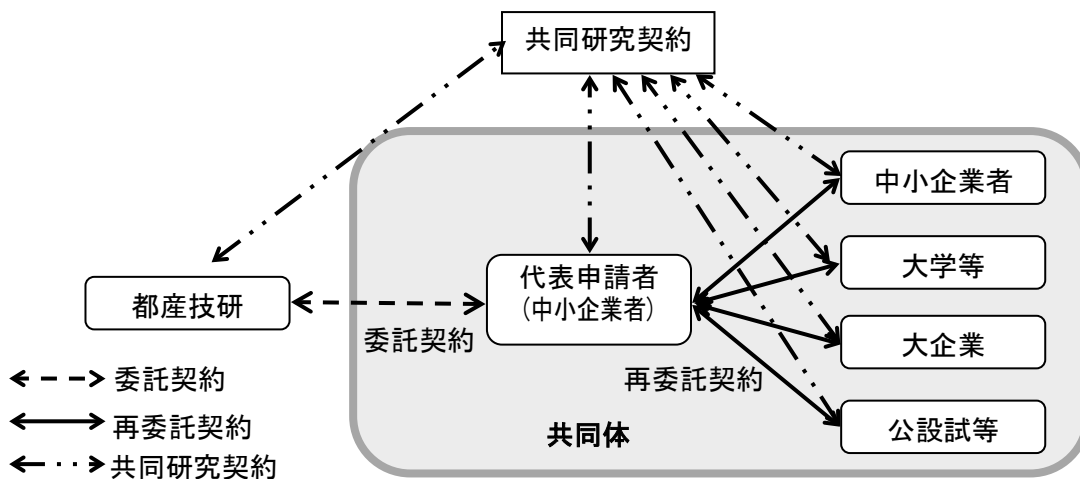 共同研究契約
中小企業者
大学等
代表申請者
（中小企業者）
都産技研
委託契約
大企業
再委託契約
公設試等
共同体
委託契約
再委託契約
共同研究契約